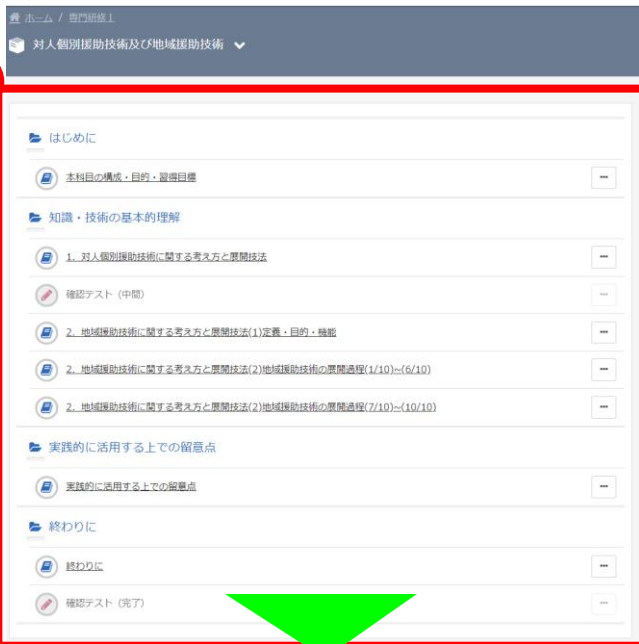 ホーム / 専門研修Ⅰ
対人個別援助技術及び地域援助技術
はじめに
本科目の構成・目的・習得目標
知識・技術の基本的理解
1. 対人個別援助技術に関する考え方と展開技法
確認テスト (中間)
2. 地域援助技術に関する考え方と展開技法(1)定義・目的・機能
2. 地域援助技術に関する考え方と展開技法(2)地域援助技術の展開過程(1/10)~(6/10)
2. 地域援助技術に関する考え方と展開技法(2)地域援助技術の展開過程(7/10)~(10/10)
実践的に活用する上での留意点
実践的に活用する上での留意点
終わりに
終わりに
確認テスト (完了)